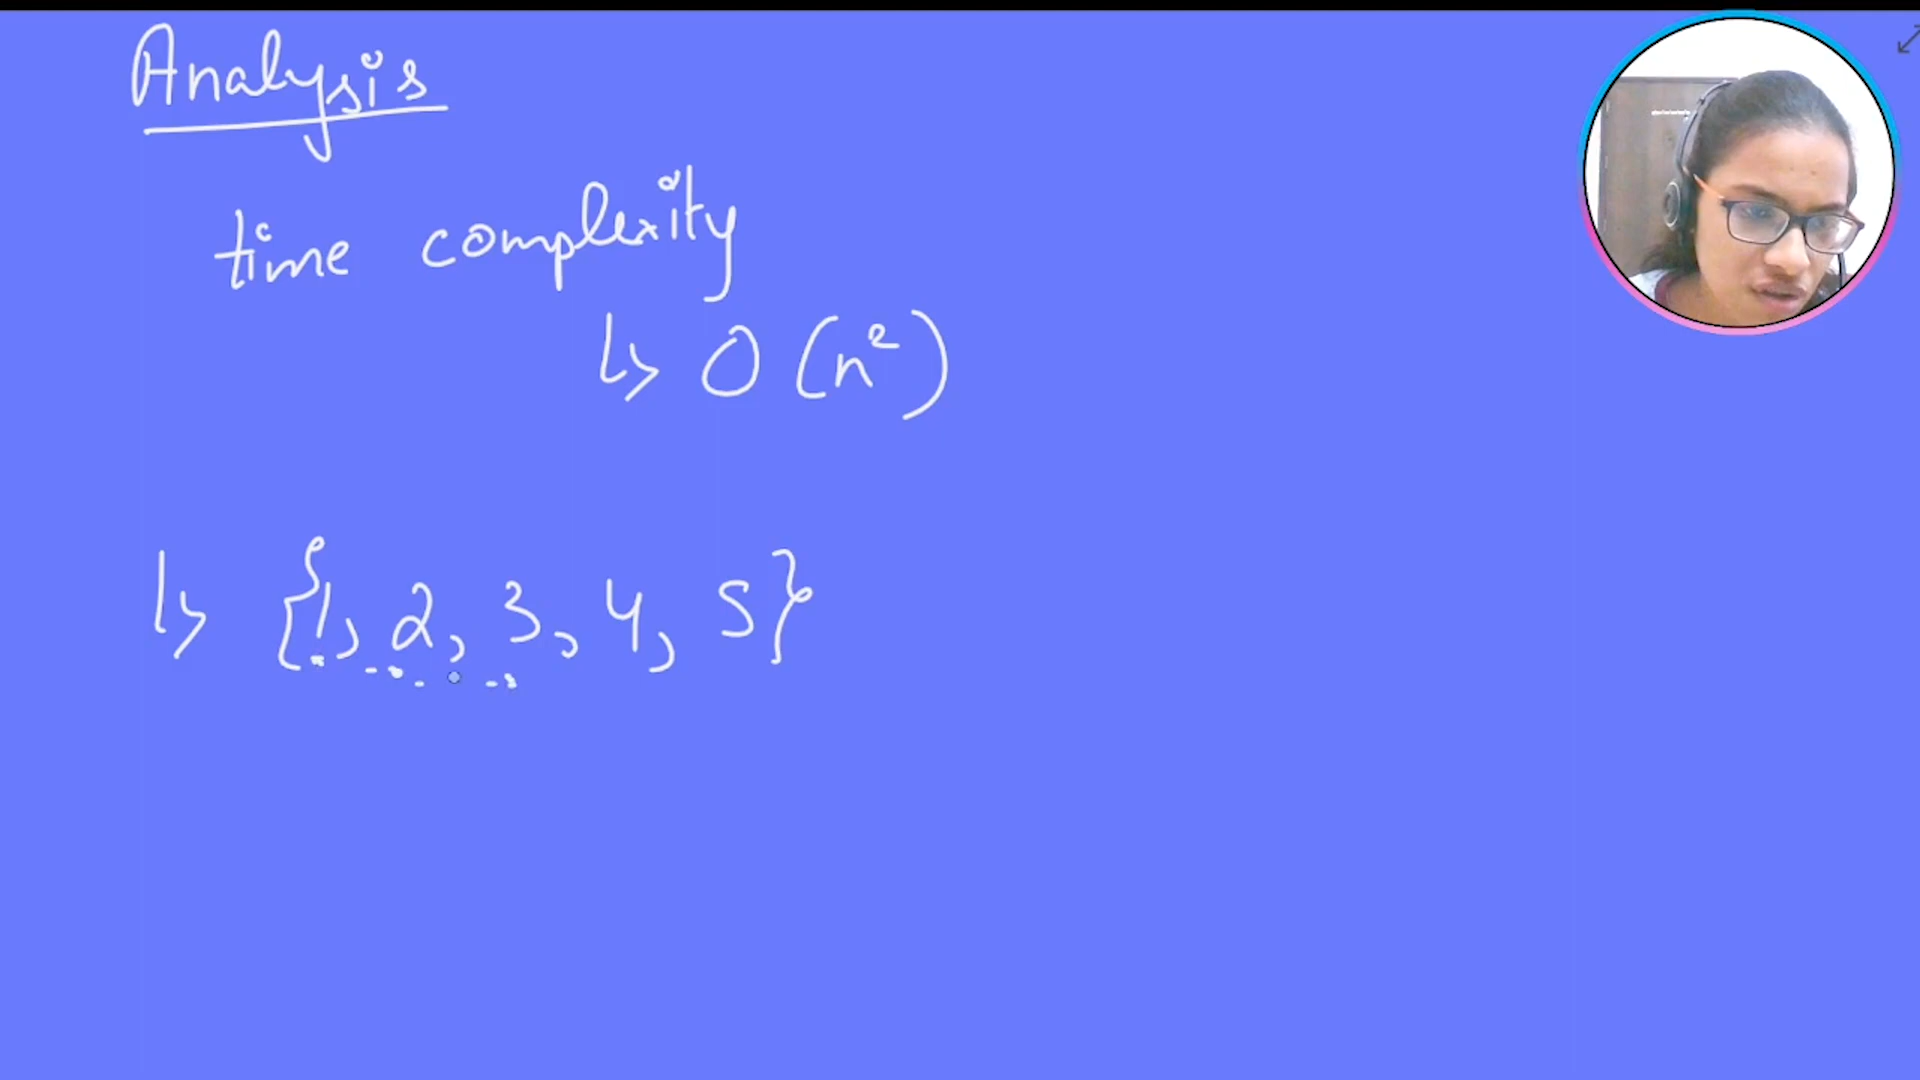 Analysis
time complexity
↳ O (n²)
↳ {1, 2, 3, 4, 5}